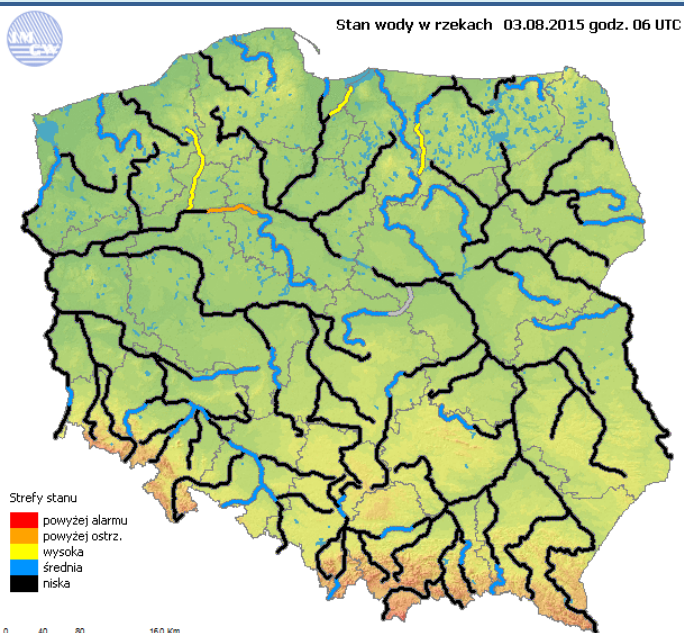 Stan wody w rzekach 03.08.2015 godz. 06 UTC
IMGW
Strefy stanu
powyżej alarmu
powyżej ostrz.
wysoka
średnia
niska
0 40 80 160 Km